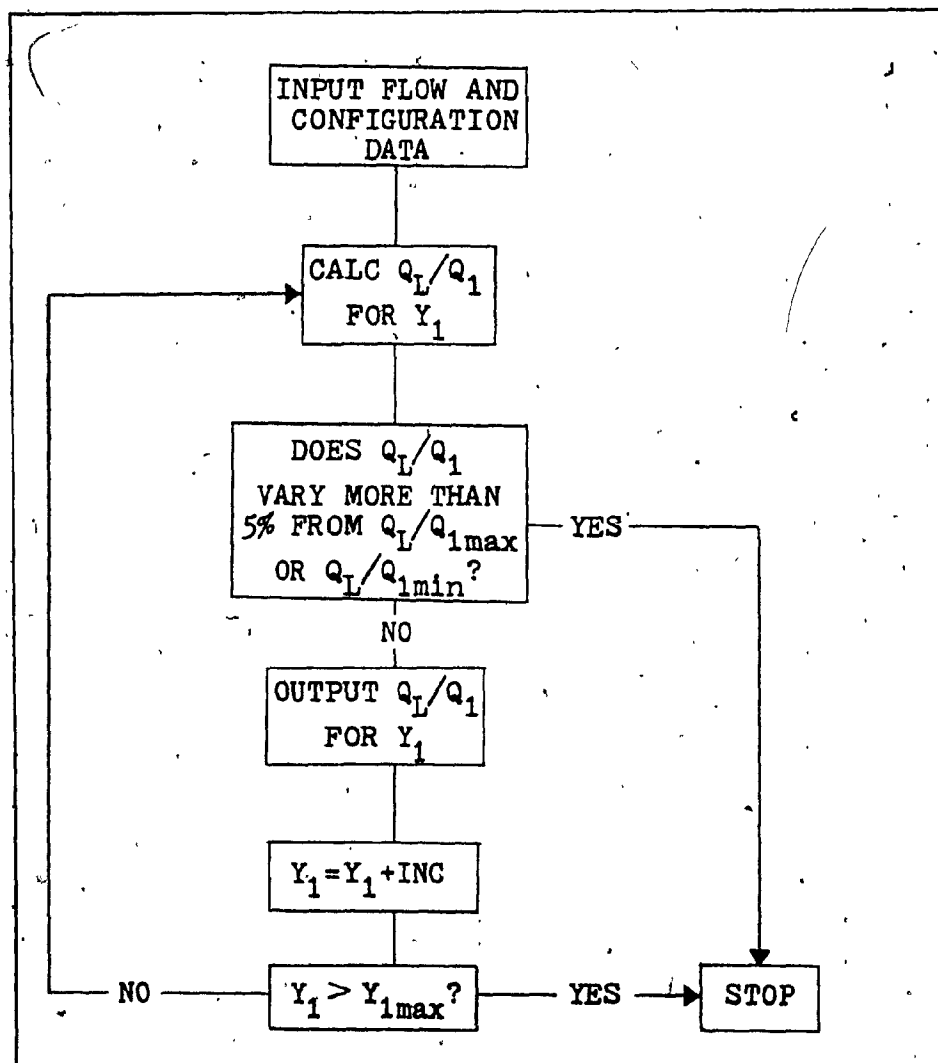 INPUT FLOW AND
CONFIGURATION
DATA
CALC Q_L/Q_1
FOR Y_1
DOES Q_L/Q_1
VARY MORE THAN
5% FROM Q_L/Q_1max
OR Q_L/Q_1min?
YES
NO
OUTPUT Q_L/Q_1
FOR Y_1
Y_1=Y_1+INC
Y_1 > Y_1max?
NO
YES
STOP